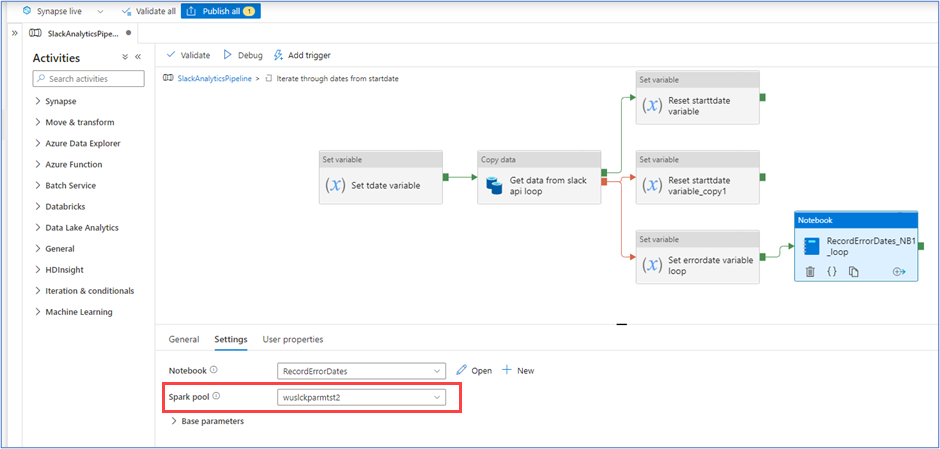 Synapse live
Validate all
Publish all 1
SlackAnalyticsPipe...
Activities
Search activities
Synapse
Move & transform
Azure Data Explorer
Azure Function
Batch Service
Databricks
Data Lake Analytics
General
HDInsight
Iteration & conditionals
Machine Learning
Validate
Debug
Add trigger
SlackAnalyticsPipeline > Iterate through dates from startdate
Set variable
(x) Set tdate variable
Copy data
Get data from slack
api loop
Set variable
(x) Reset starttdate
variable
Set variable
(x) Reset starttdate
variable_copy1
Set variable
(x) Set errordate variable
loop
Notebook
RecordErrorDates_NB1
_loop
{}
General
Settings
User properties
Notebook
RecordErrorDates
Open
New
Spark pool
wuslckparmtst2
Base parameters